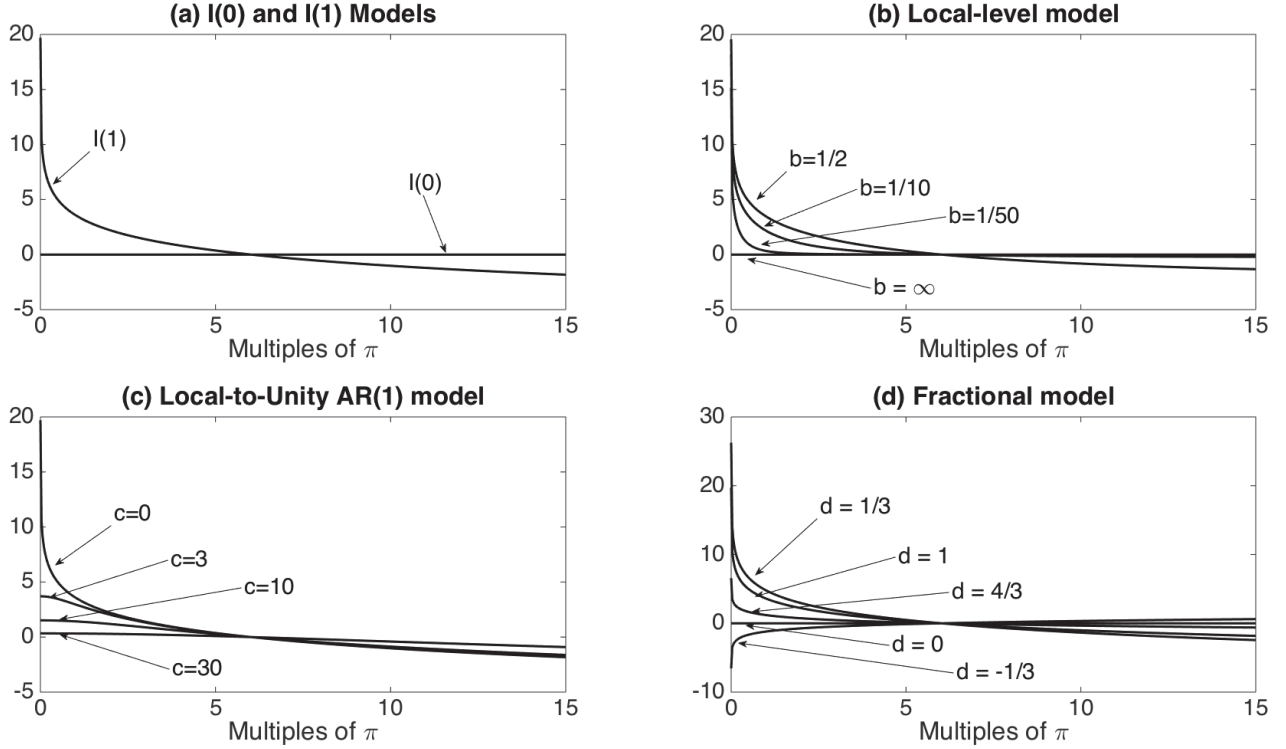 (a) I(0) and I(1) Models
20
15
10
5
0
-5
I(1)
I(0)
0 5 10 15
Multiples of π
(b) Local-level model
20
15
10
5
0
-5
b=1/2
b=1/10
b=1/50
b = ∞
0 5 10 15
Multiples of π
(c) Local-to-Unity AR(1) model
20
15
10
5
0
-5
c=0
c=3
c=10
c=30
0 5 10 15
Multiples of π
(d) Fractional model
30
20
10
0
-10
d = 1/3
d = 1
d = 4/3
d = 0
d = -1/3
0 5 10 15
Multiples of π